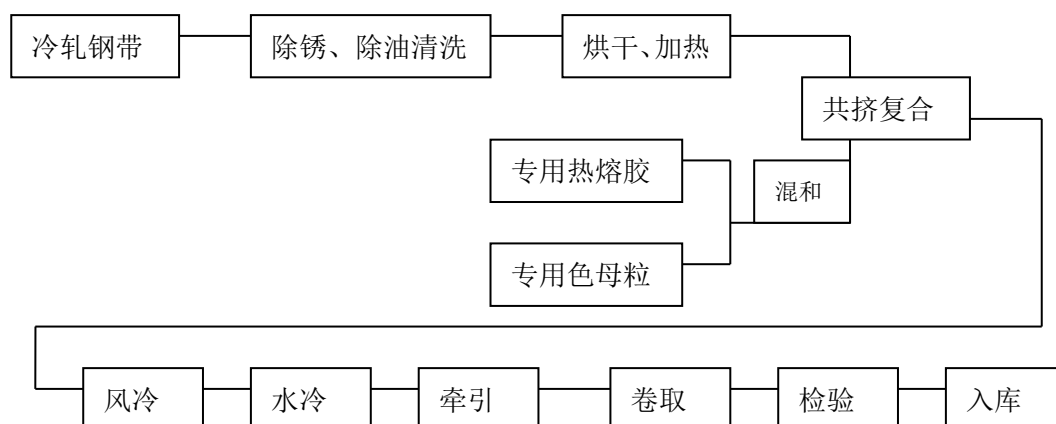 冷轧钢带
除锈、除油清洗
烘干、加热
共挤复合
专用热熔胶
混和
专用色母粒
风冷
水冷
牵引
卷取
检验
入库